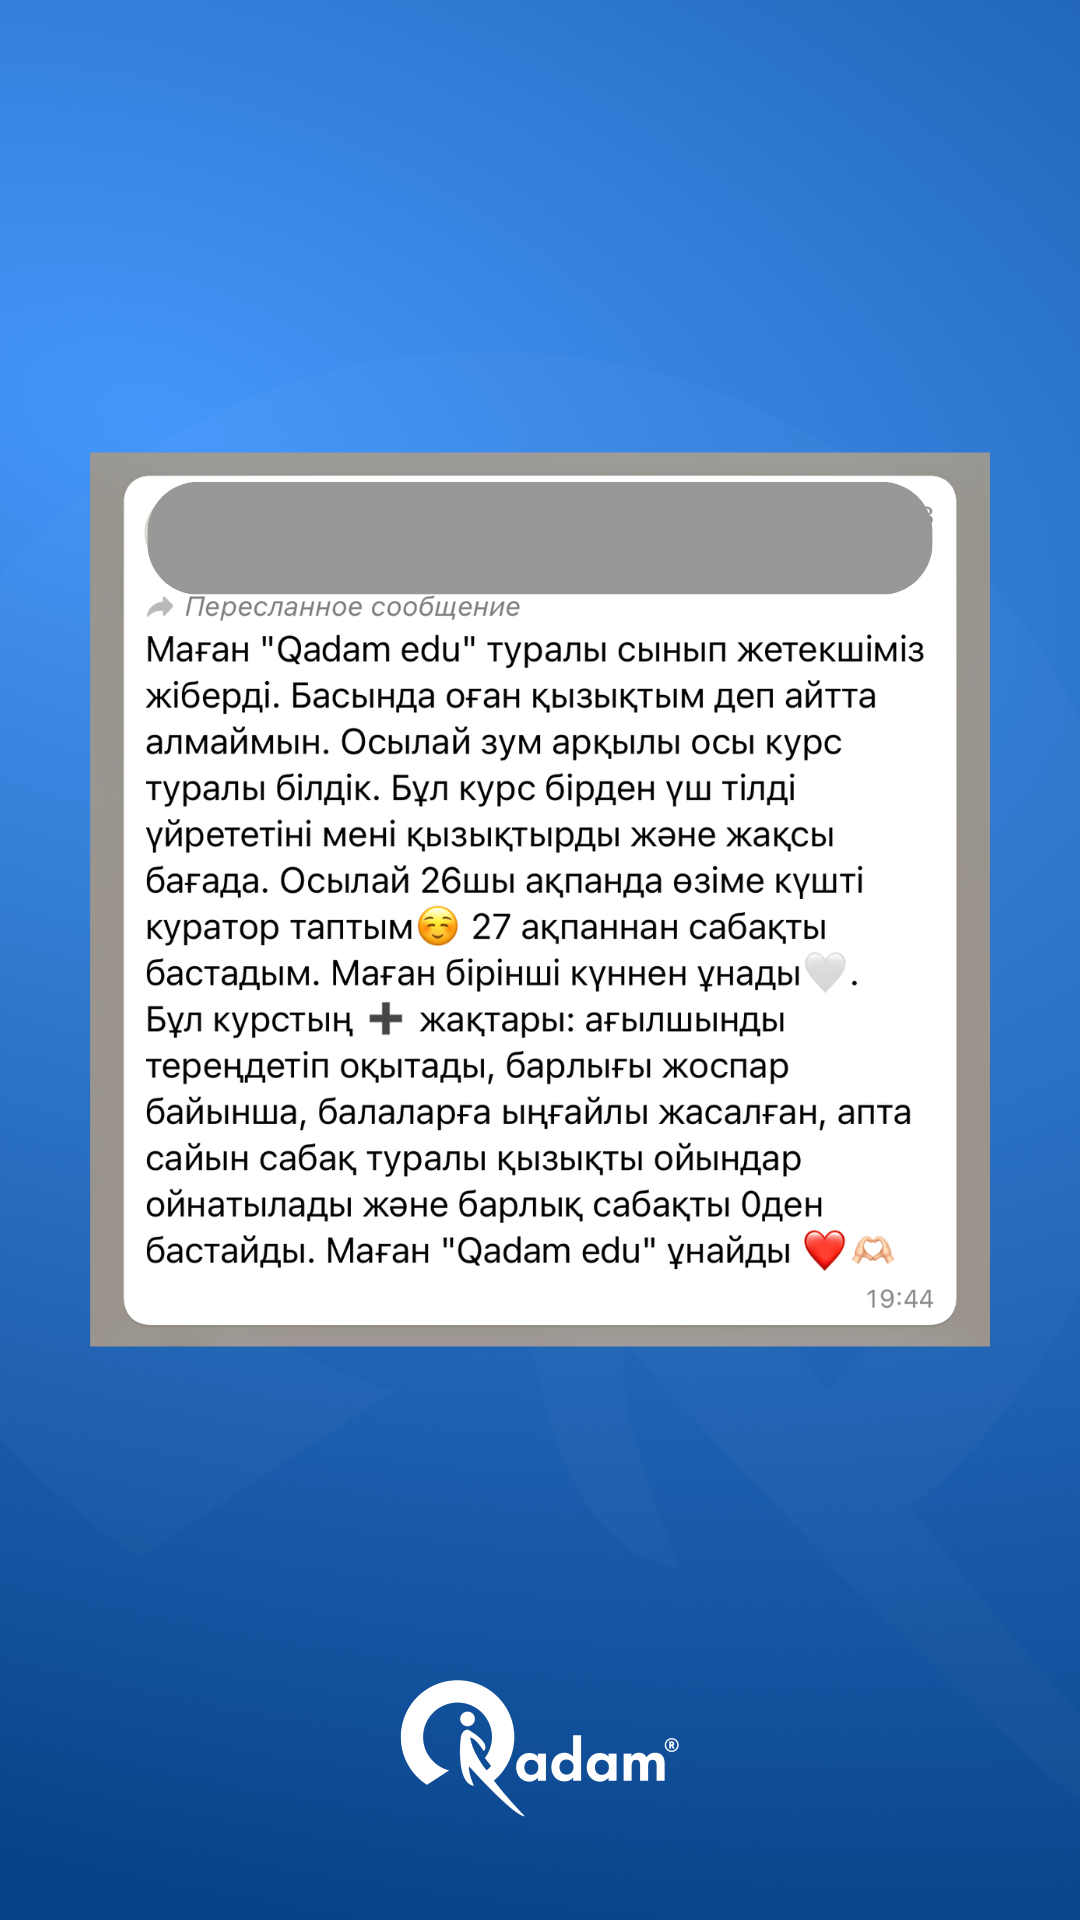 Пересланное сообщение
Маған "Qadam edu" туралы сынып жетекшіміз
жіберді. Басында оған қызықтым деп айтта
алмаймын. Осылай зум арқылы осы курс
туралы білдік. Бұл курс бірден үш тілді
үйрететіні мені қызықтырды және жақсы
бағада. Осылай 26шы ақпанда өзіме күшті
куратор таптым☺️ 27 ақпаннан сабақты
бастадым. Маған бірінші күннен ұнады🤍.
Бұл курстың ➕ жақтары: ағылшынды
тереңдетіп оқытады, барлығы жоспар
байынша, балаларға ыңғайлы жасалған, апта
сайын сабақ туралы қызықты ойындар
ойнатылады және барлық сабақты 0ден
бастайды. Маған "Qadam edu" ұнайды ❤️🫶🏻
19:44
Qadam®